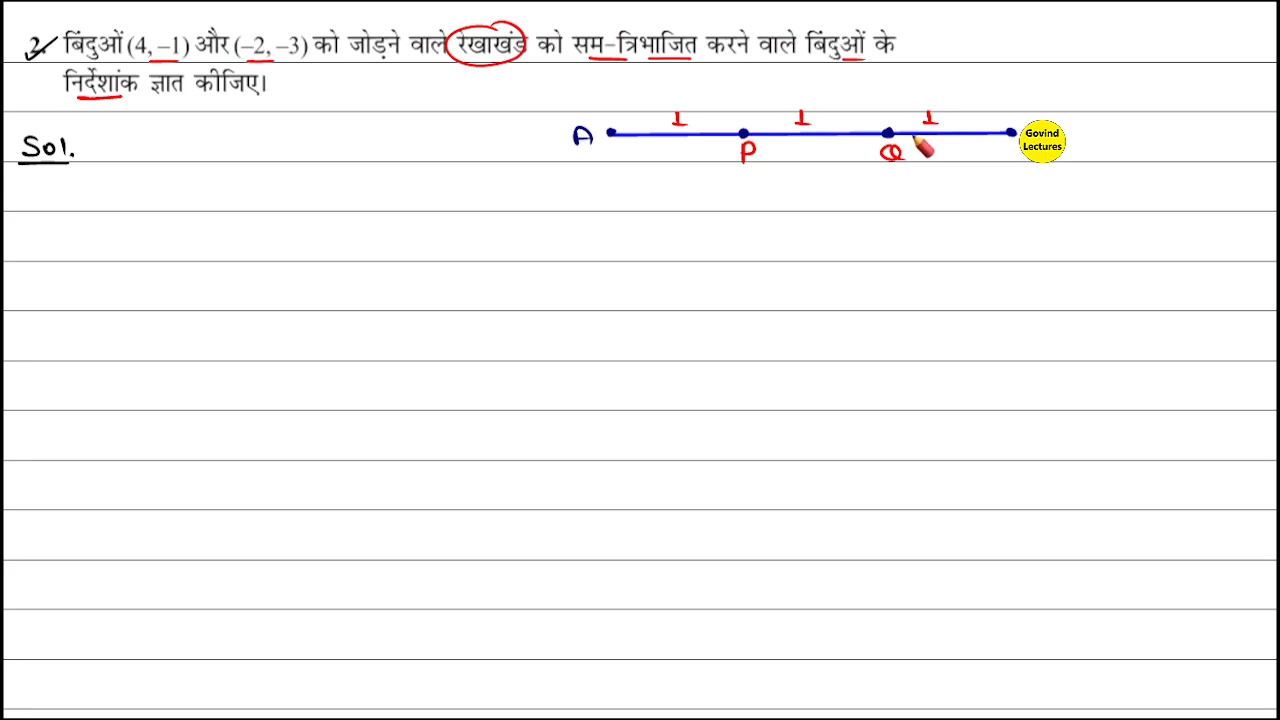 2. बिंदुओं (4, –1) और (–2, –3) को जोड़ने वाले रेखाखंड को सम-त्रिभाजित करने वाले बिंदुओं के
निर्देशांक ज्ञात कीजिए।
1 1 1
A P Q
Govind
Lectures
Sol.